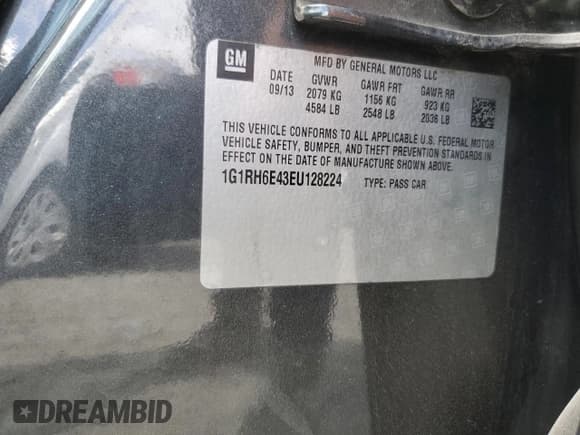 GM
MFD BY GENERAL MOTORS LLC
DATE GVWR GAWR FRT GAWR RR
09/13 2079 KG 1156 KG 923 KG
4584 LB 2548 LB 2036 LB
THIS VEHICLE CONFORMS TO ALL APPLICABLE U.S. FEDERAL MOTOR
VEHICLE SAFETY, BUMPER, AND THEFT PREVENTION STANDARDS IN
EFFECT ON THE DATE OF MANUFACTURE SHOWN ABOVE.
1G1RH6E43EU128224 TYPE: PASS CAR
DREAMBID